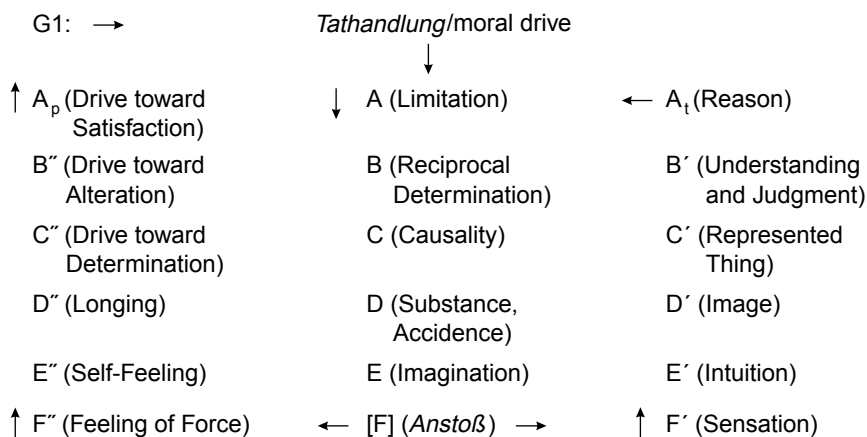 G1: → Tathandlung/moral drive
↓
↑ Aₚ (Drive toward Satisfaction) ↓ A (Limitation) ← Aₜ (Reason)
B˝ (Drive toward Alteration) B (Reciprocal Determination) B´ (Understanding and Judgment)
C˝ (Drive toward Determination) C (Causality) C´ (Represented Thing)
D˝ (Longing) D (Substance, Accidence) D´ (Image)
E˝ (Self-Feeling) E (Imagination) E´ (Intuition)
↑ F˝ (Feeling of Force) ← [F] (Anstoß) → ↑ F´ (Sensation)